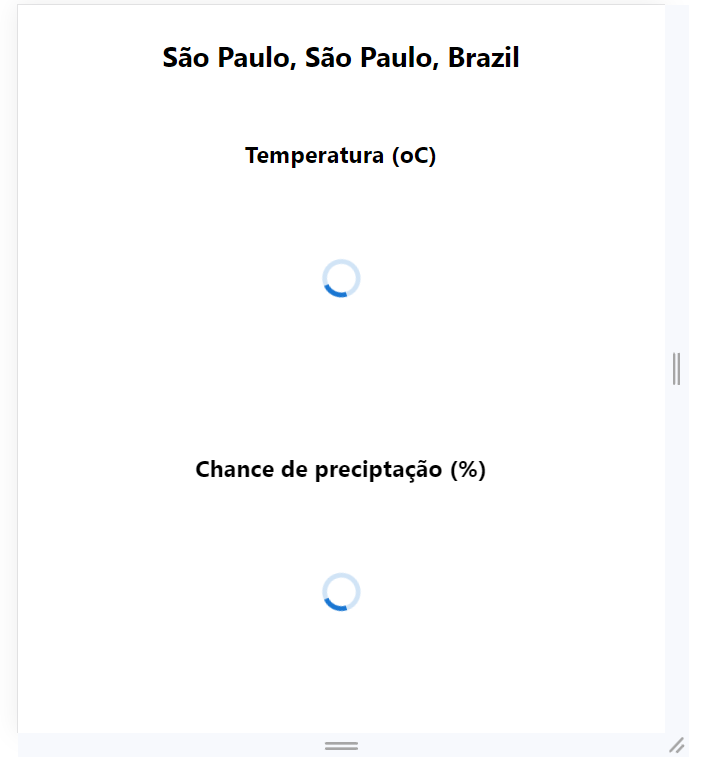 São Paulo, São Paulo, Brazil
Temperatura (oC)
Chance de preciptação (%)